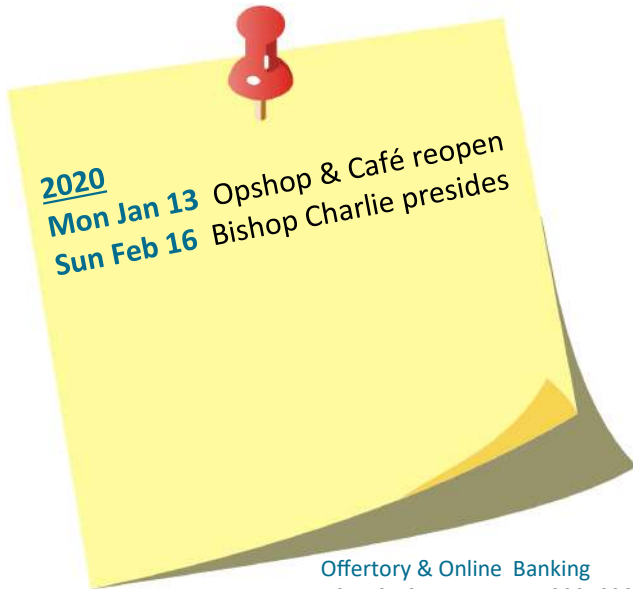 2020
Mon Jan 13 Opshop & Café reopen
Sun Feb 16 Bishop Charlie presides
Offertory & Online Banking